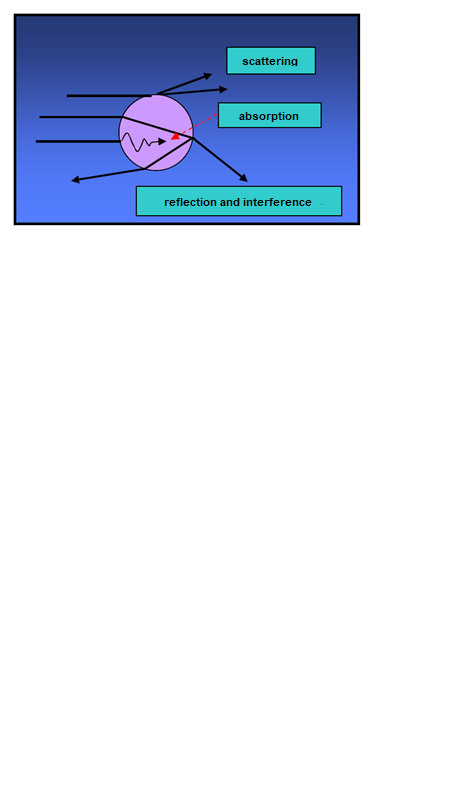 scattering
absorption
reflection and interference